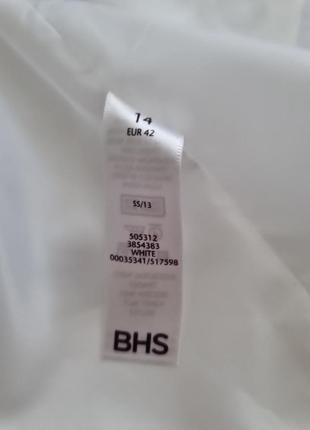 14
EUR 42
SS/13
505312
3854383
WHITE
00035341/517598
BHS